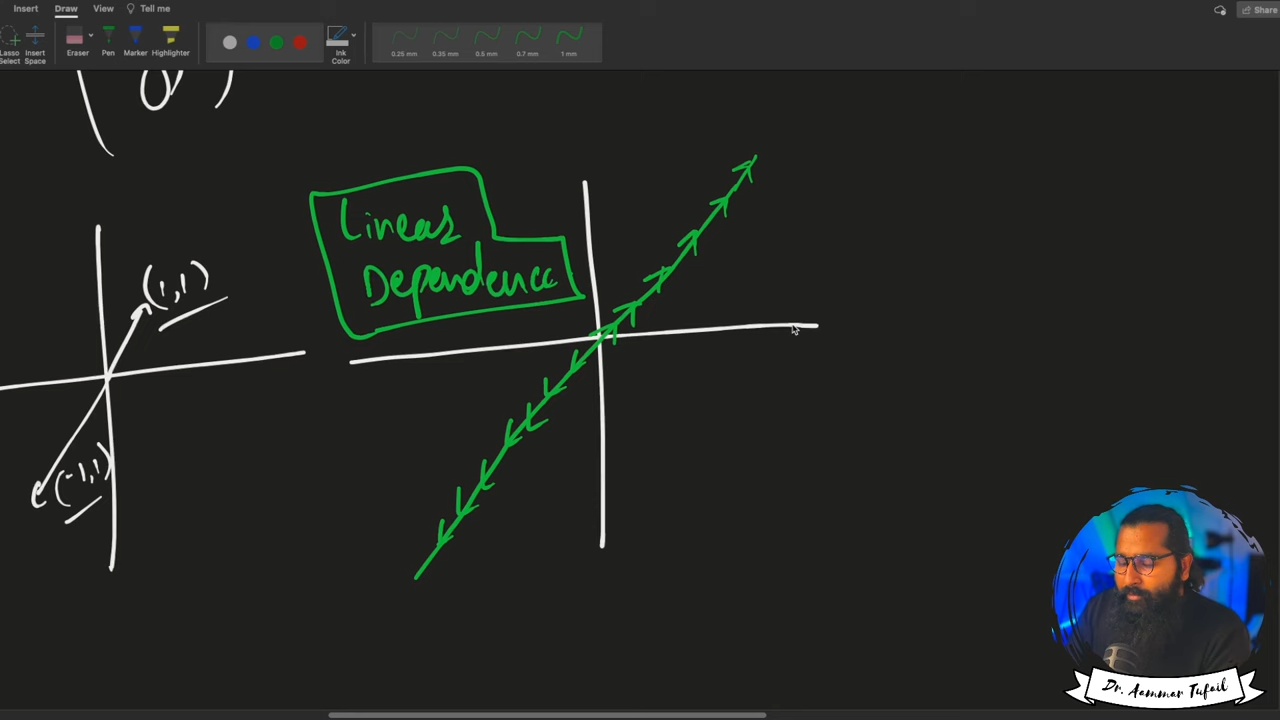 Insert Draw View Tell me
Share
Lasso Select
Insert Space
Eraser
Pen
Marker
Highlighter
Ink Color
0.25 mm
0.35 mm
0.5 mm
0.7 mm
1 mm
0
Linear
Dependence
(1,1)
(-1,1)
Dr. Aammar Tufail